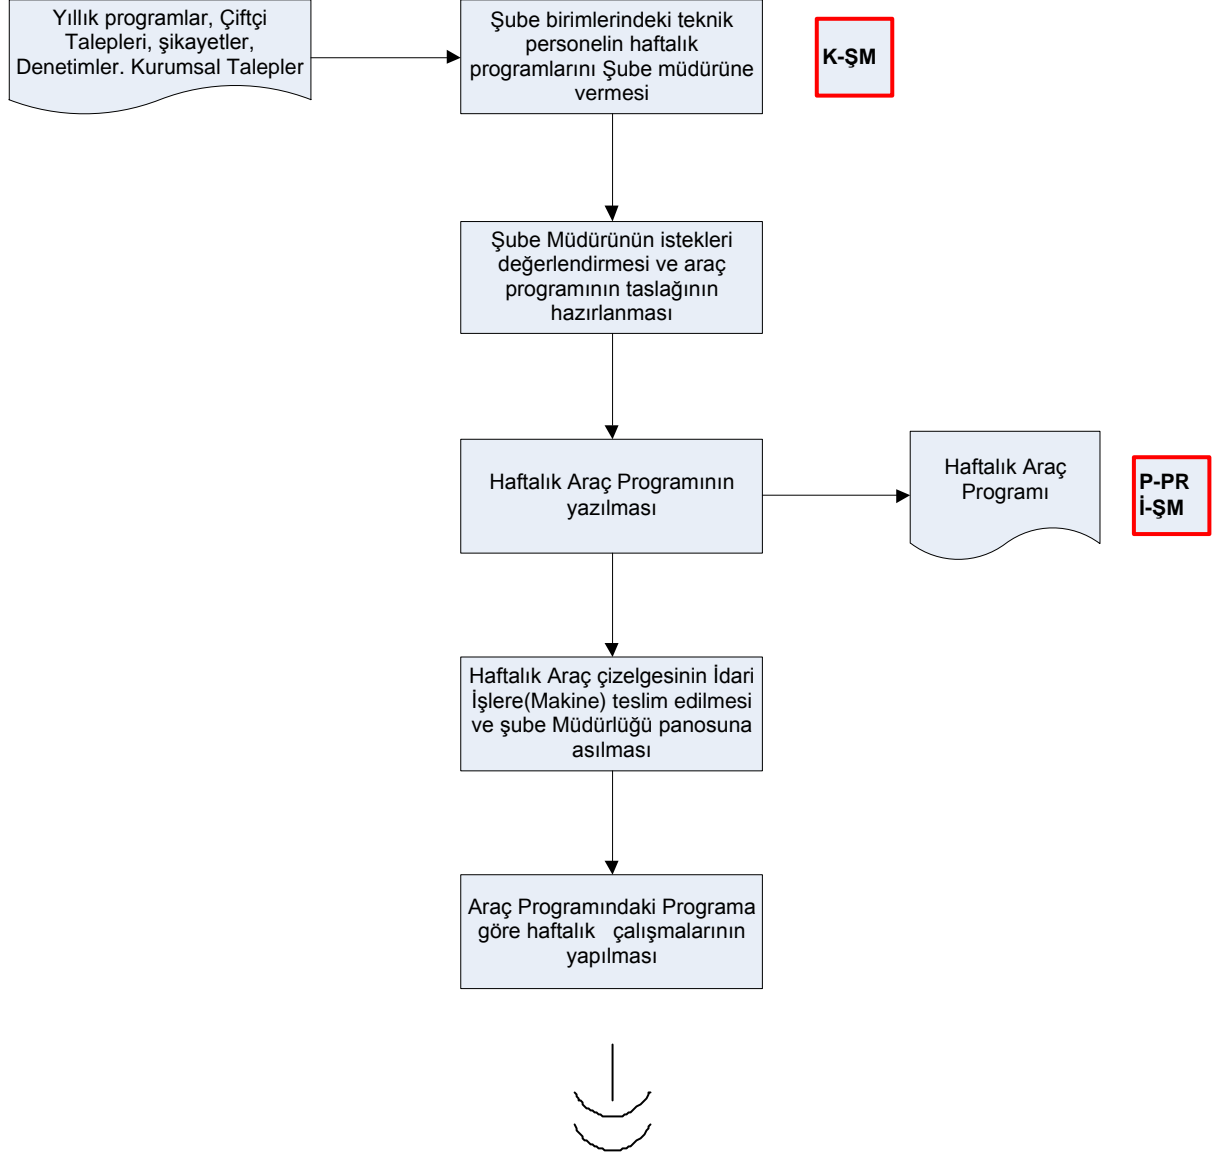 Yıllık programlar, Çiftçi
Talepleri, şikayetler,
Denetimler. Kurumsal Talepler
Şube birimlerindeki teknik
personelin haftalık
programlarını Şube müdürüne
vermesi
K-ŞM
Şube Müdürünün istekleri
değerlendirmesi ve araç
programının taslağının
hazırlanması
Haftalık Araç Programının
yazılması
Haftalık Araç
Programı
P-PR
İ-ŞM
Haftalık Araç çizelgesinin İdari
İşlere(Makine) teslim edilmesi
ve şube Müdürlüğü panosuna
asılması
Araç Programındaki Programa
göre haftalık   çalışmalarının
yapılması